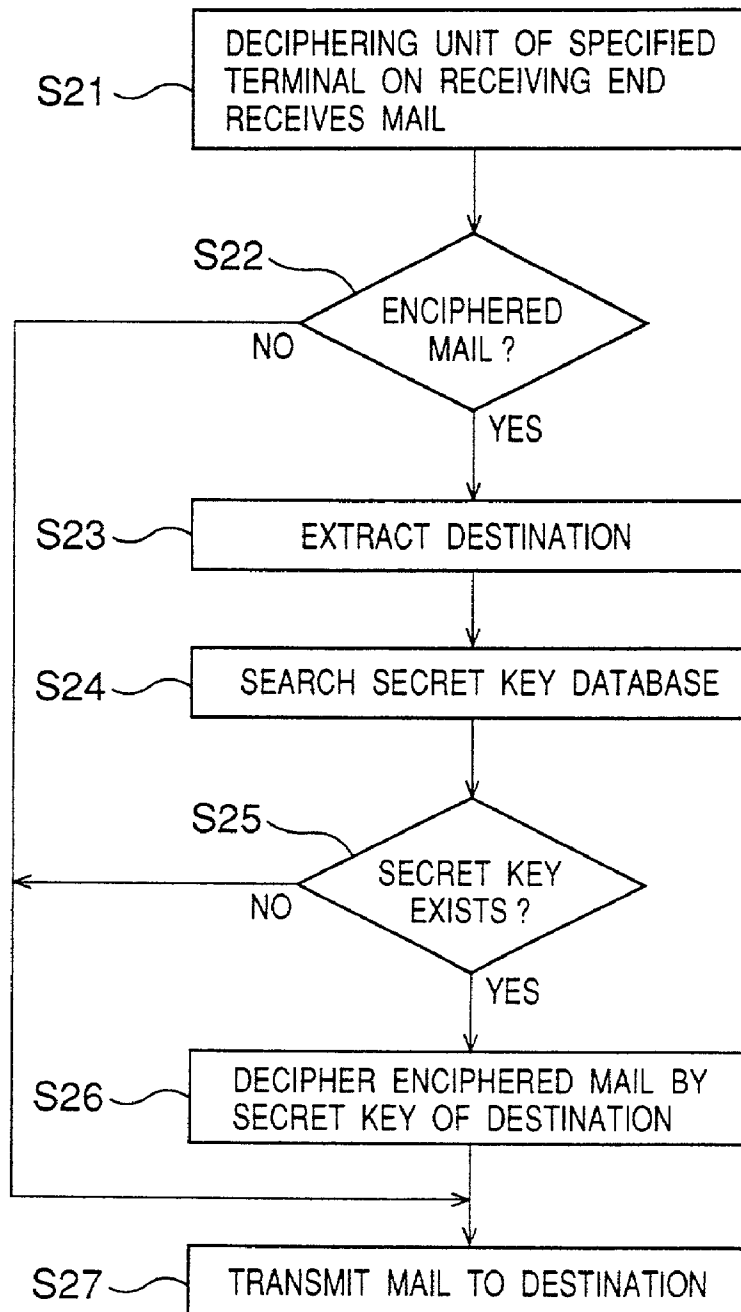 S21
DECIPHERING UNIT OF SPECIFIED
TERMINAL ON RECEIVING END
RECEIVES MAIL
S22
ENCIPHERED
MAIL ?
NO
YES
S23
EXTRACT DESTINATION
S24
SEARCH SECRET KEY DATABASE
S25
SECRET KEY
EXISTS ?
NO
YES
S26
DECIPHER ENCIPHERED MAIL BY
SECRET KEY OF DESTINATION
S27
TRANSMIT MAIL TO DESTINATION